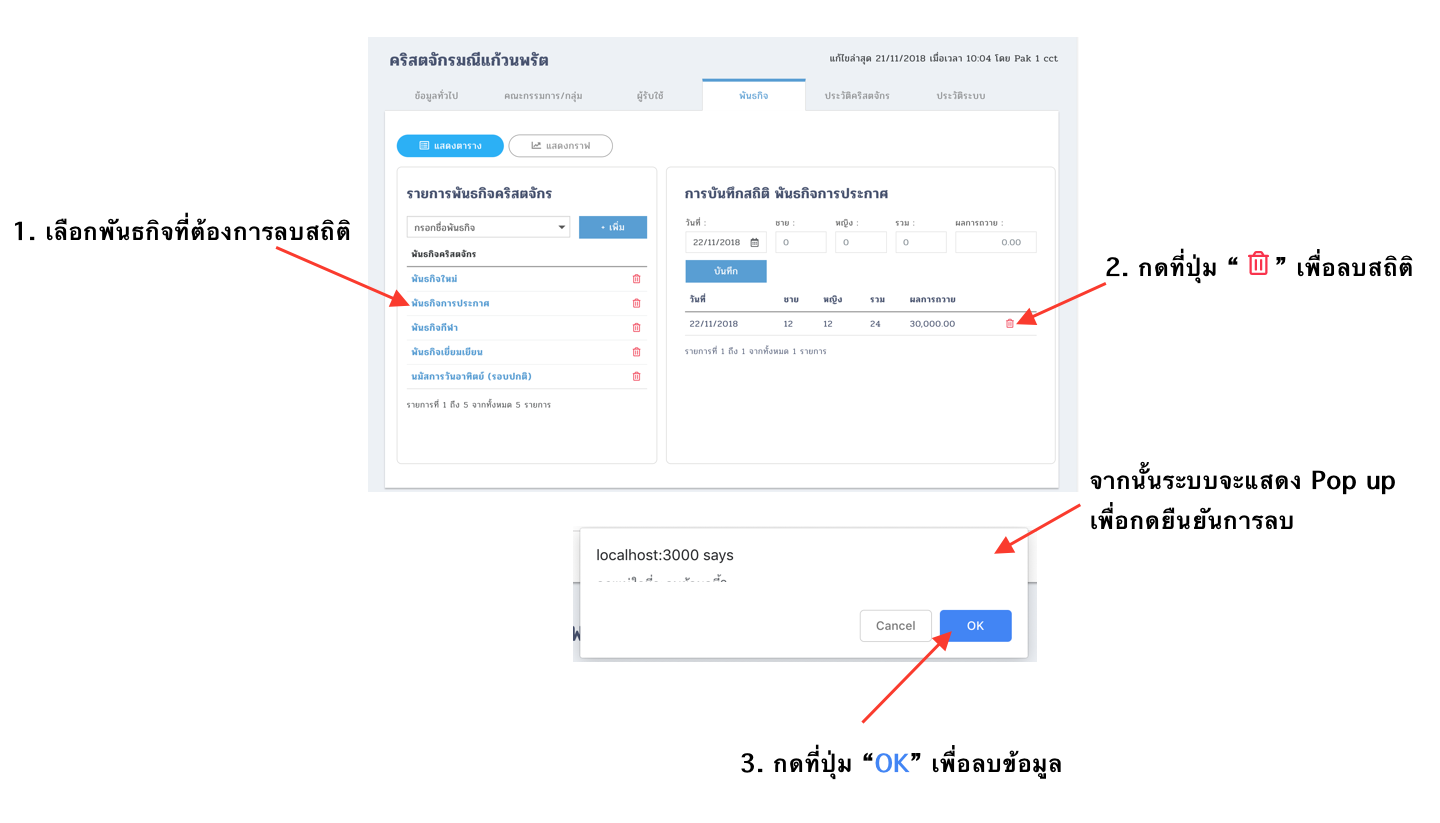 คริสตจักรมณีแก้วนพรัต
แก้ไขล่าสุด 21/11/2018 เมื่อเวลา 10:04 โดย Pak 1 cct
ข้อมูลทั่วไป คณะกรรมการ/กลุ่ม ผู้รับใช้ พันธกิจ ประวัติคริสตจักร ประวัติระบบ
แสดงตาราง แสดงกราฟ
1. เลือกพันธกิจที่ต้องการลบสถิติ
รายการพันธกิจคริสตจักร
กรอกชื่อพันธกิจ + เพิ่ม
พันธกิจคริสตจักร
พันธกิจใหม่
พันธกิจการประกาศ
พันธกิจกีฬา
พันธกิจเยี่ยมเยียน
นมัสการวันอาทิตย์ (รอบปกติ)
รายการที่ 1 ถึง 5 จากทั้งหมด 5 รายการ
การบันทึกสถิติ พันธกิจการประกาศ
วันที่ : ชาย : หญิง : รวม : ผลการถวาย :
22/11/2018 0 0 0 0.00
บันทึก
วันที่ ชาย หญิง รวม ผลการถวาย
22/11/2018 12 12 24 30,000.00
รายการที่ 1 ถึง 1 จากทั้งหมด 1 รายการ
2. กดที่ปุ่ม “ ” เพื่อลบสถิติ
จากนั้นระบบจะแสดง Pop up
เพื่อกดยืนยันการลบ
localhost:3000 says
Cancel OK
3. กดที่ปุ่ม “OK” เพื่อลบข้อมูล